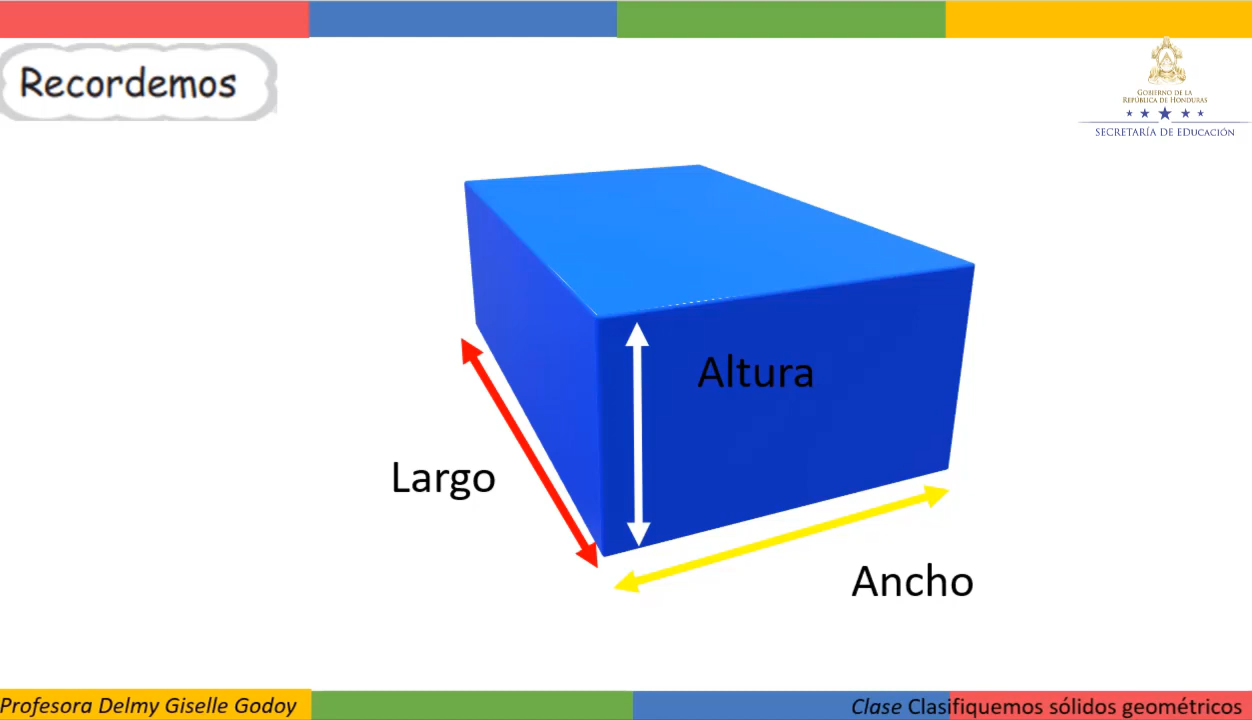 Recordemos
GOBIERNO DE LA
REPÚBLICA DE HONDURAS
SECRETARÍA DE EDUCACIÓN
Altura
Largo
Ancho
Profesora Delmy Giselle Godoy
Clase Clasifiquemos sólidos geométricos